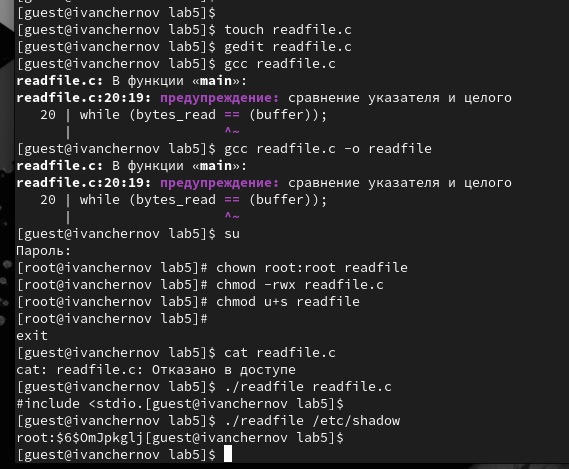 [guest@ivanchernov lab5]$
[guest@ivanchernov lab5]$ touch readfile.c
[guest@ivanchernov lab5]$ gedit readfile.c
[guest@ivanchernov lab5]$ gcc readfile.c
readfile.c: В функции «main»:
readfile.c:20:19: предупреждение: сравнение указателя и целого
   20 | while (bytes_read == (buffer));
      |                   ^~
[guest@ivanchernov lab5]$ gcc readfile.c -o readfile
readfile.c: В функции «main»:
readfile.c:20:19: предупреждение: сравнение указателя и целого
   20 | while (bytes_read == (buffer));
      |                   ^~
[guest@ivanchernov lab5]$ su
Пароль:
[root@ivanchernov lab5]# chown root:root readfile
[root@ivanchernov lab5]# chmod -rwx readfile.c
[root@ivanchernov lab5]# chmod u+s readfile
[root@ivanchernov lab5]#
exit
[guest@ivanchernov lab5]$ cat readfile.c
cat: readfile.c: Отказано в доступе
[guest@ivanchernov lab5]$ ./readfile readfile.c
#include <stdio.[guest@ivanchernov lab5]$
[guest@ivanchernov lab5]$ ./readfile /etc/shadow
root:$6$OmJpkglj[guest@ivanchernov lab5]$
[guest@ivanchernov lab5]$